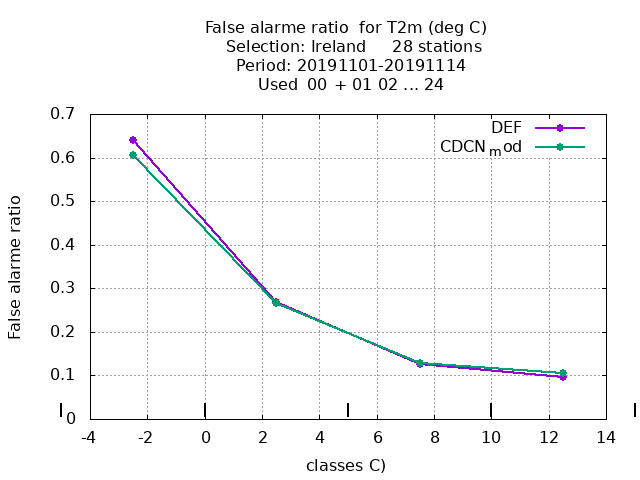 False alarme ratio  for T2m (deg C)
Selection: Ireland     28 stations
Period: 20191101-20191114
Used  00  + 01 02 ... 24
DEF
CDCNmod
0.7
0.6
0.5
0.4
0.3
0.2
0.1
0
False alarme ratio
-4 -2 0 2 4 6 8 10 12 14
classes C)